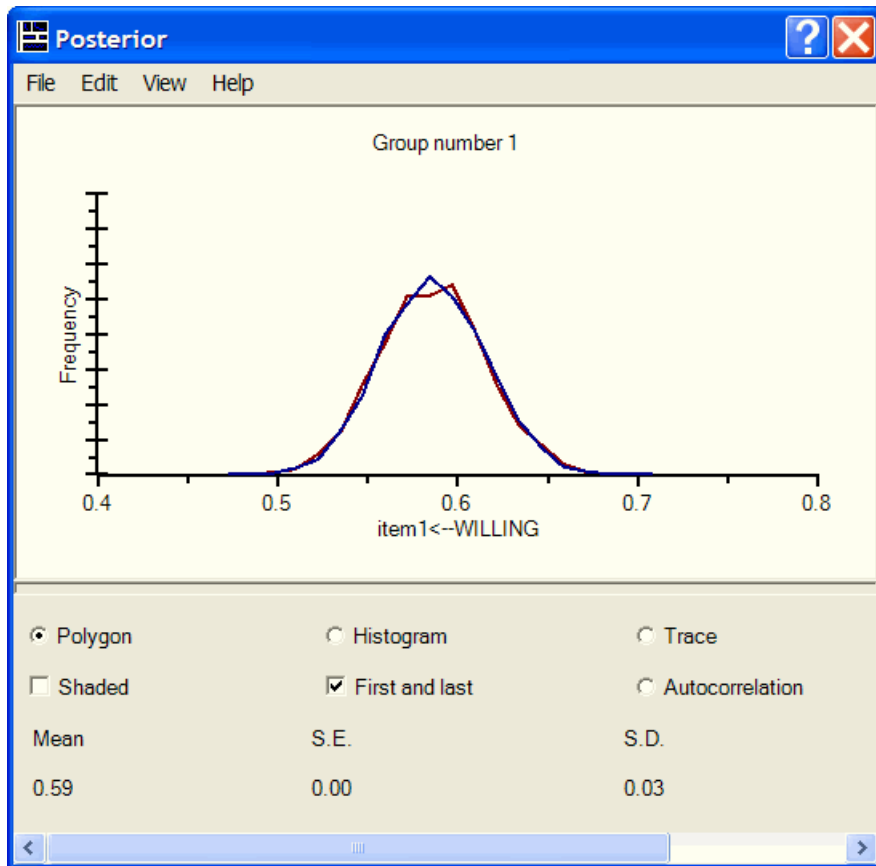 Posterior
File Edit View Help
Group number 1
Frequency
0.4 0.5 0.6 0.7 0.8
item1<--WILLING
Polygon Histogram Trace
Shaded First and last Autocorrelation
Mean S.E. S.D.
0.59 0.00 0.03